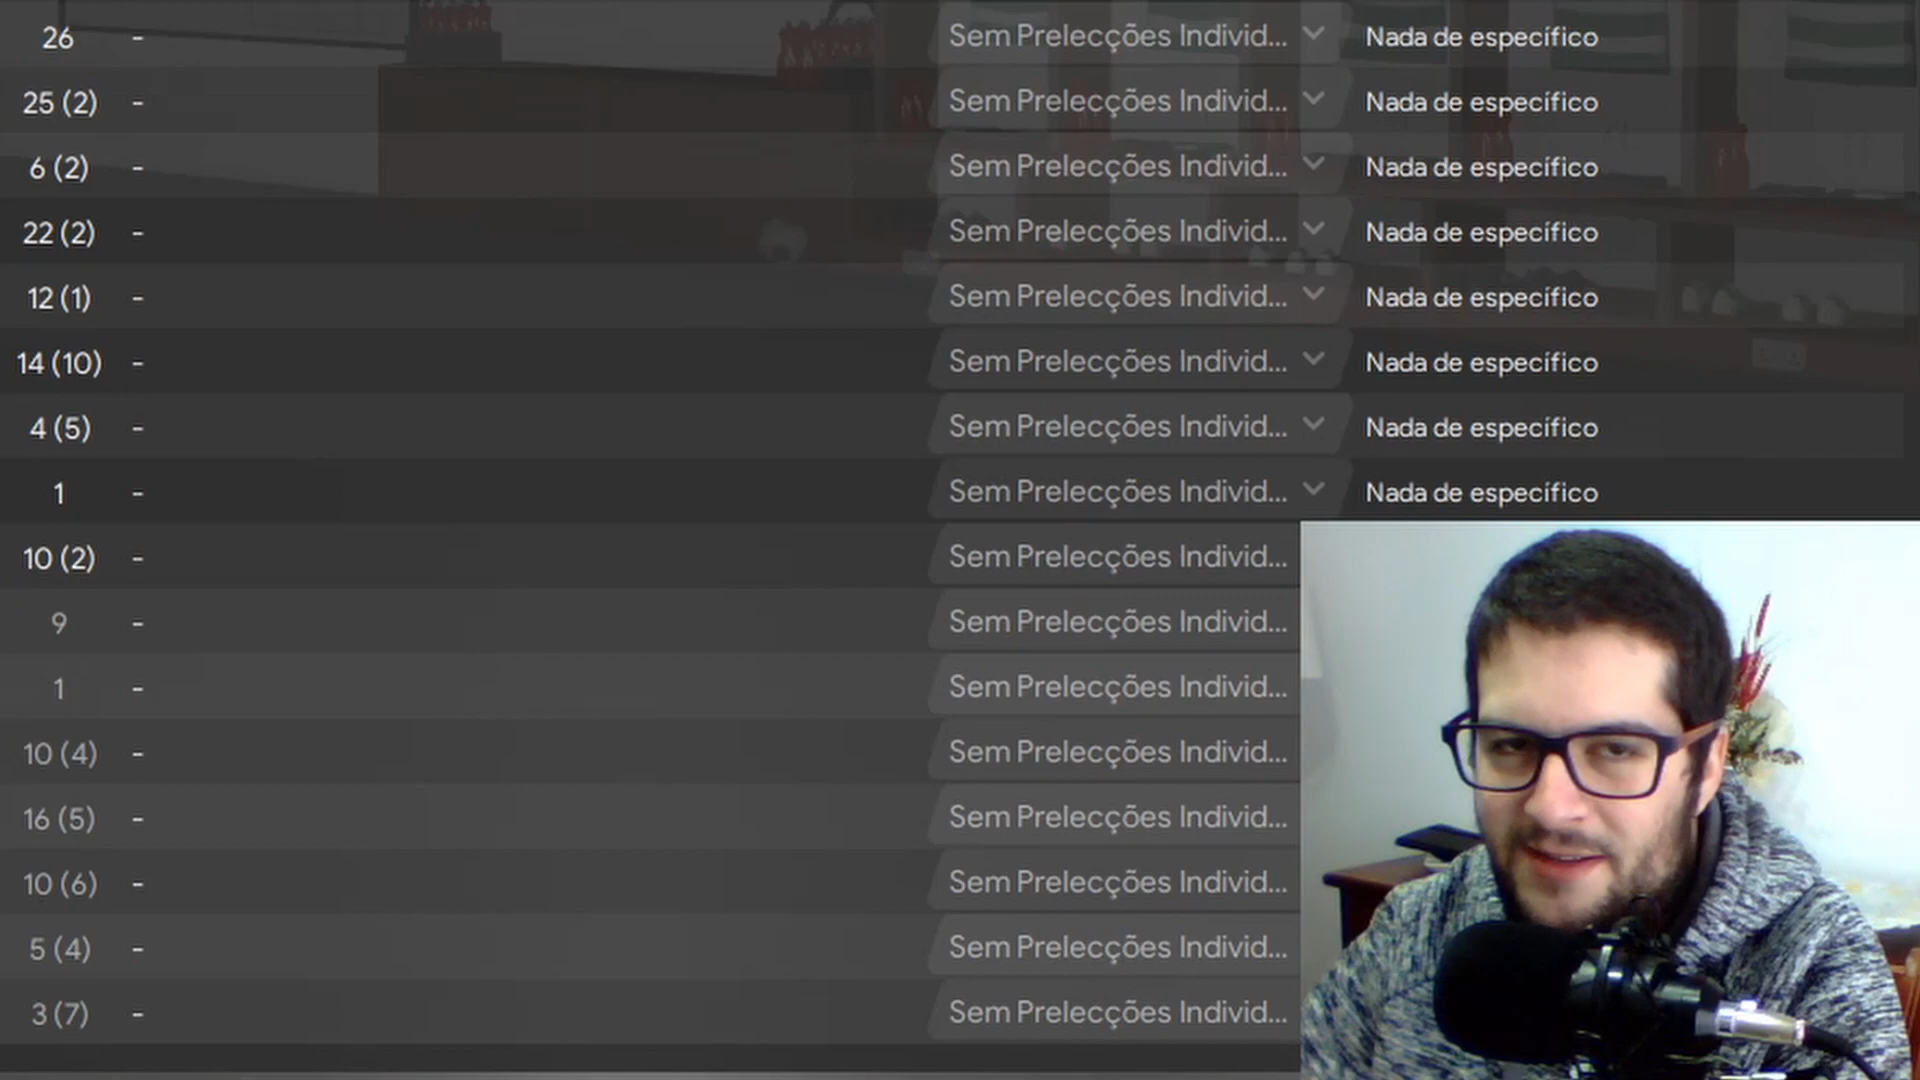 26 - Sem Prelecções Individ... Nada de específico
25 (2) - Sem Prelecções Individ... Nada de específico
6 (2) - Sem Prelecções Individ... Nada de específico
22 (2) - Sem Prelecções Individ... Nada de específico
12 (1) - Sem Prelecções Individ... Nada de específico
14 (10) - Sem Prelecções Individ... Nada de específico
4 (5) - Sem Prelecções Individ... Nada de específico
1 - Sem Prelecções Individ... Nada de específico
10 (2) - Sem Prelecções Individ...
9 - Sem Prelecções Individ...
1 - Sem Prelecções Individ...
10 (4) - Sem Prelecções Individ...
16 (5) - Sem Prelecções Individ...
10 (6) - Sem Prelecções Individ...
5 (4) - Sem Prelecções Individ...
3 (7) - Sem Prelecções Individ...